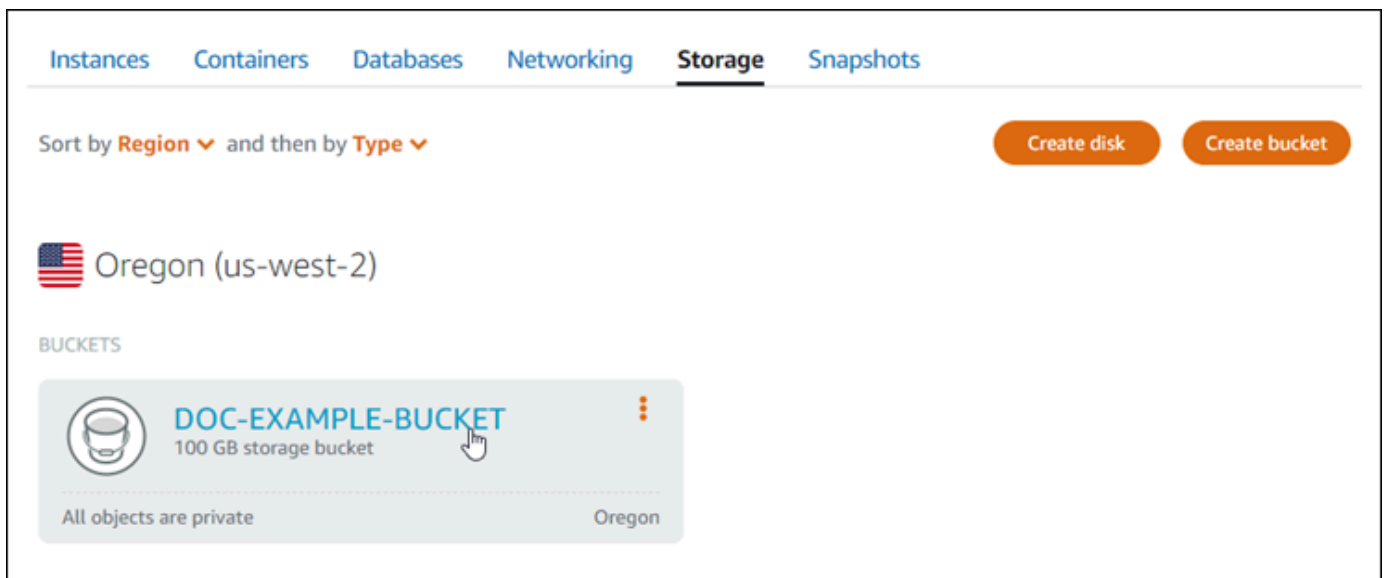 Instances Containers Databases Networking Storage Snapshots
Sort by Region and then by Type Create disk Create bucket
Oregon (us-west-2)
BUCKETS
DOC-EXAMPLE-BUCKET
100 GB storage bucket
All objects are private Oregon